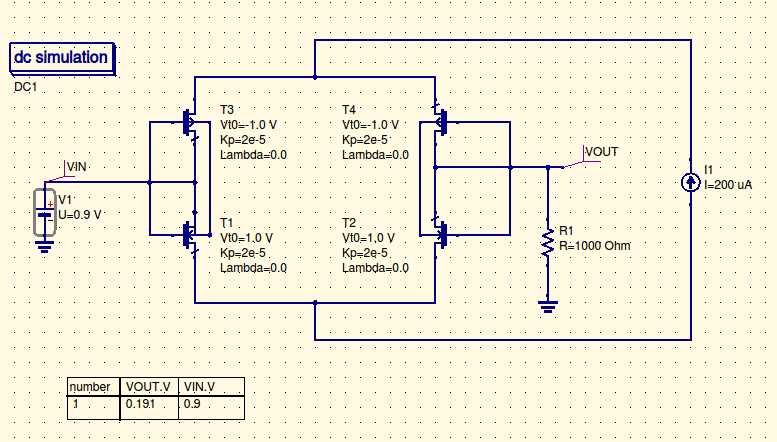 dc simulation
DC1
VIN
V1
U=0.9 V
T3
Vt0=-1.0 V
Kp=2e-5
Lambda=0.0
T4
Vt0=-1.0 V
Kp=2e-5
Lambda=0.0
T1
Vt0=1.0 V
Kp=2e-5
Lambda=0.0
T2
Vt0=1.0 V
Kp=2e-5
Lambda=0.0
VOUT
R1
R=1000 Ohm
I1
I=200 uA
number VOUT.V VIN.V
1 0.191 0.9